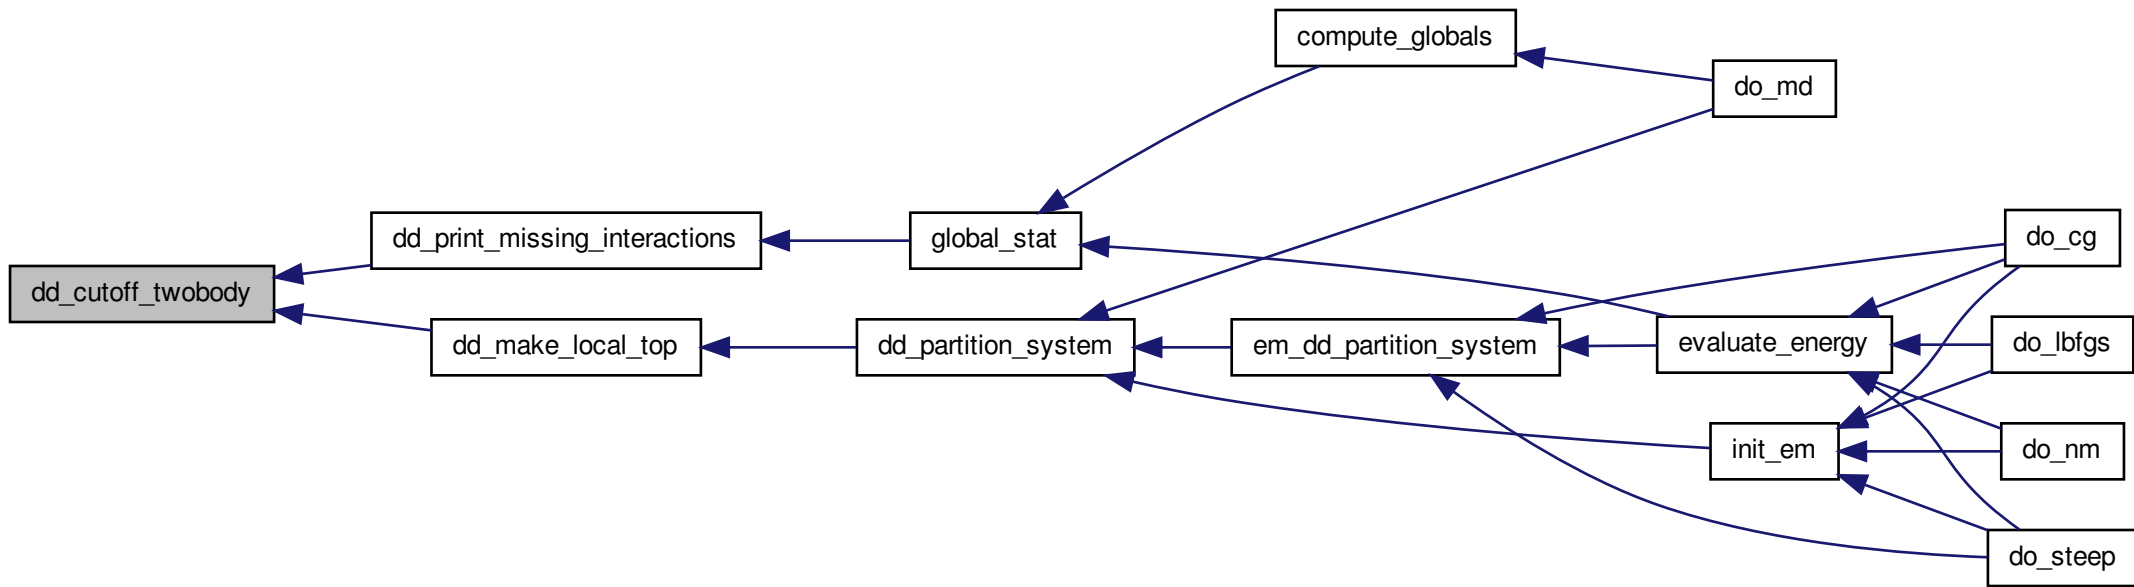 compute_globals
do_md
dd_print_missing_interactions
global_stat
do_cg
dd_cutoff_twobody
dd_make_local_top
dd_partition_system
em_dd_partition_system
evaluate_energy
do_lbfgs
init_em
do_nm
do_steep